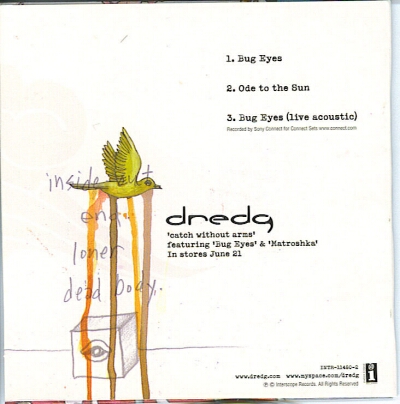 1. Bug Eyes
2. Ode to the Sun
3. Bug Eyes (live acoustic)
Recorded by Sony Connect for Connect Sets www.connect.com
inside out
end.
loner
dead body.
dredg
'catch without arms'
featuring 'Bug Eyes' & 'Matroshka'
In stores June 21
INTR-11450-2
www.dredg.com www.myspace.com/dredg
℗ © Interscope Records. All Rights Reserved
i